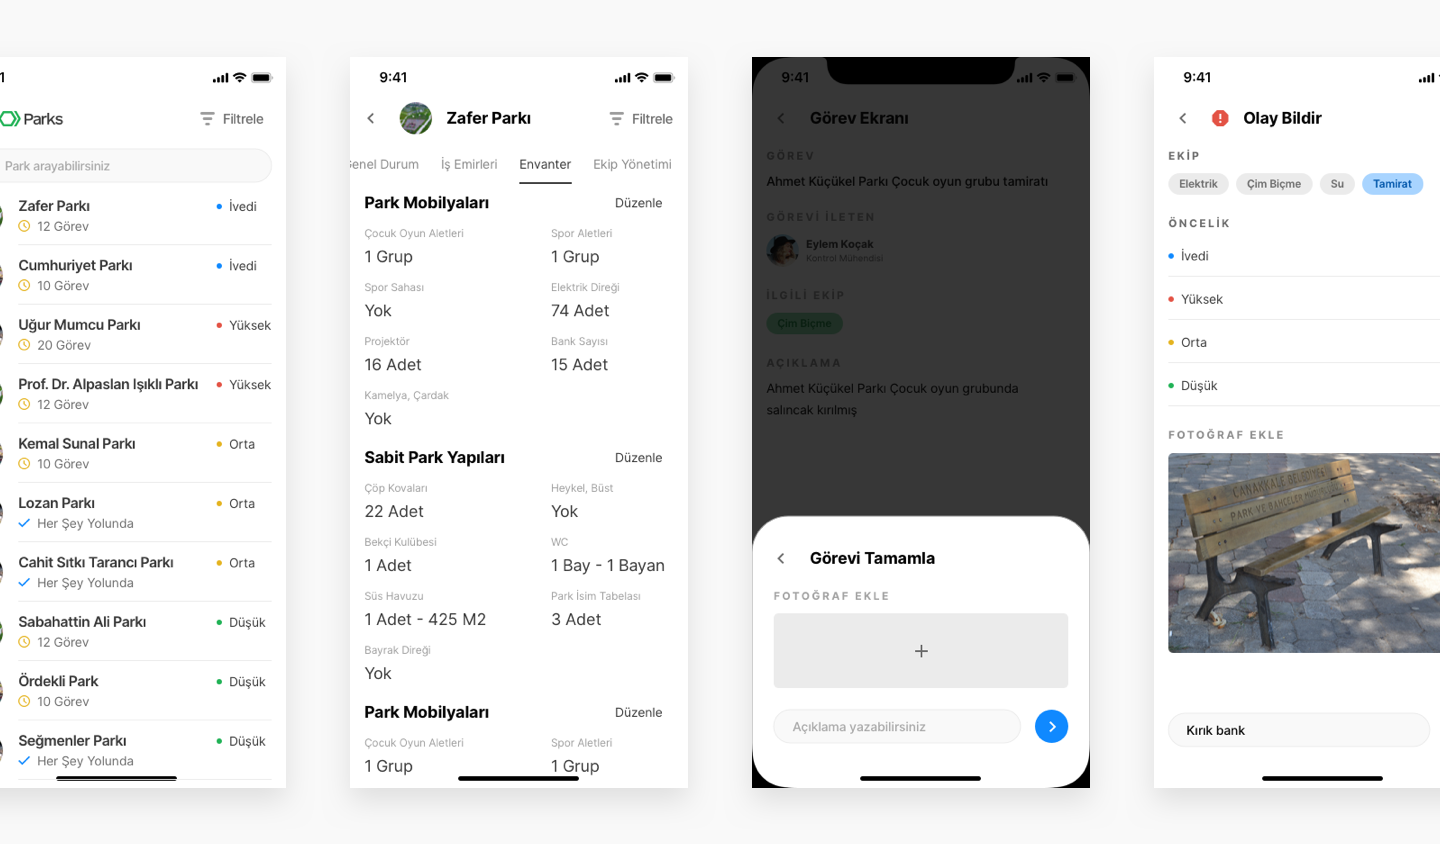 Parks
Filtrele
Park arayabilirsiniz
Zafer Parkı
İvedi
12 Görev
Cumhuriyet Parkı
İvedi
10 Görev
Uğur Mumcu Parkı
Yüksek
20 Görev
Prof. Dr. Alpaslan Işıklı Parkı
Yüksek
12 Görev
Kemal Sunal Parkı
Orta
10 Görev
Lozan Parkı
Orta
Her Şey Yolunda
Cahit Sıtkı Tarancı Parkı
Orta
Her Şey Yolunda
Sabahattin Ali Parkı
Düşük
12 Görev
Ördekli Park
Düşük
10 Görev
Seğmenler Parkı
Düşük
Her Şey Yolunda
9:41
Zafer Parkı
Filtrele
Genel Durum İş Emirleri Envanter Ekip Yönetimi
Park Mobilyaları
Düzenle
Çocuk Oyun Aletleri
Spor Aletleri
1 Grup
1 Grup
Spor Sahası
Elektrik Direği
Yok
74 Adet
Projektör
Bank Sayısı
16 Adet
15 Adet
Kamelya, Çardak
Yok
Sabit Park Yapıları
Düzenle
Çöp Kovaları
Heykel, Büst
22 Adet
Yok
Bekçi Kulübesi
WC
1 Adet
1 Bay - 1 Bayan
Süs Havuzu
Park İsim Tabelası
1 Adet - 425 M2
3 Adet
Bayrak Direği
Yok
Park Mobilyaları
Düzenle
Çocuk Oyun Aletleri
Spor Aletleri
1 Grup
1 Grup
9:41
Görev Ekranı
GÖREV
Ahmet Küçükel Parkı Çocuk oyun grubu tamiratı
GÖREVİ İLETEN
Eylem Koçak
Kontrol Mühendisi
İLGİLİ EKİP
Çim Biçme
AÇIKLAMA
Ahmet Küçükel Parkı Çocuk oyun grubunda
salıncak kırılmış
Görevi Tamamla
FOTOĞRAF EKLE
Açıklama yazabilirsiniz
9:41
Olay Bildir
EKİP
Elektrik
Çim Biçme
Su
Tamirat
ÖNCELİK
İvedi
Yüksek
Orta
Düşük
FOTOĞRAF EKLE
ÇANAKKALE BELEDİYESİ
PARK VE BAHÇELER
Kırık bank